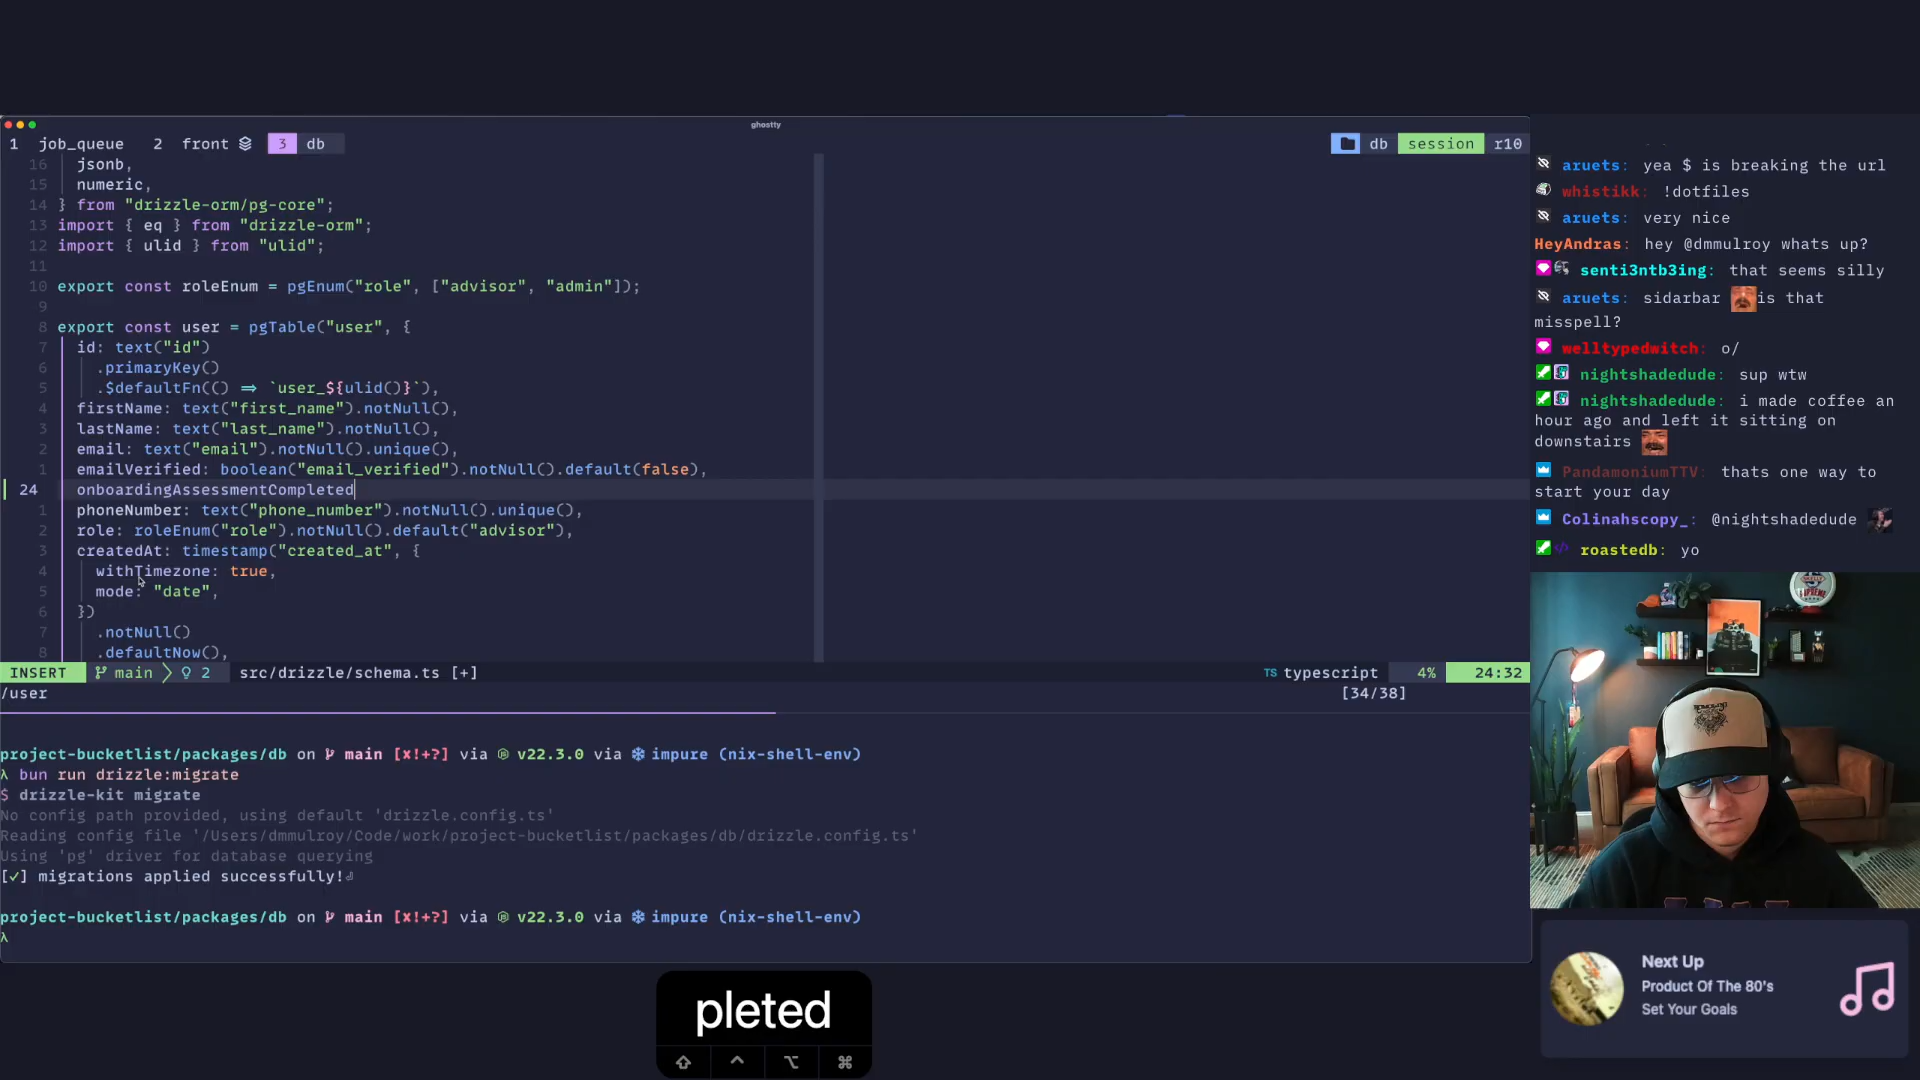 ghostty
1 job_queue 2 front 3 db
db session r10
16 jsonb,
15 numeric,
14 } from "drizzle-orm/pg-core";
13 import { eq } from "drizzle-orm";
12 import { ulid } from "ulid";
11
10 export const roleEnum = pgEnum("role", ["advisor", "admin"]);
9
8 export const user = pgTable("user", {
7 id: text("id")
6 .primaryKey()
5 .$defaultFn(() => `user_${ulid()}`),
4 firstName: text("first_name").notNull(),
3 lastName: text("last_name").notNull(),
2 email: text("email").notNull().unique(),
1 emailVerified: boolean("email_verified").notNull().default(false),
24 onboardingAssessmentCompleted
1 phoneNumber: text("phone_number").notNull().unique(),
2 role: roleEnum("role").notNull().default("advisor"),
3 createdAt: timestamp("created_at", {
4 withTimezone: true,
5 mode: "date",
6 })
7 .notNull()
8 .defaultNow(),
INSERT main 2 src/drizzle/schema.ts [+] TS typescript 4% 24:32
/user [34/38]
project-bucketlist/packages/db on main [✘!+?] via v22.3.0 via ❄ impure (nix-shell-env)
λ bun run drizzle:migrate
$ drizzle-kit migrate
No config path provided, using default 'drizzle.config.ts'
Reading config file '/Users/dmmulroy/Code/work/project-bucketlist/packages/db/drizzle.config.ts'
Using 'pg' driver for database querying
[✓] migrations applied successfully!⏎
project-bucketlist/packages/db on main [✘!+?] via v22.3.0 via ❄ impure (nix-shell-env)
λ
pleted
⇧ ⌃ ⌥ ⌘
aruets: yea $ is breaking the url
whistikk: !dotfiles
aruets: very nice
HeyAndras: hey @dmmulroy whats up?
senti3ntb3ing: that seems silly
aruets: sidarbar is that
misspell?
welltypedwitch: o/
nightshadedude: sup wtw
nightshadedude: i made coffee an
hour ago and left it sitting on
downstairs
PandamoniumTTV: thats one way to
start your day
Colinahscopy_: @nightshadedude
roastedb: yo
Next Up
Product Of The 80's
Set Your Goals